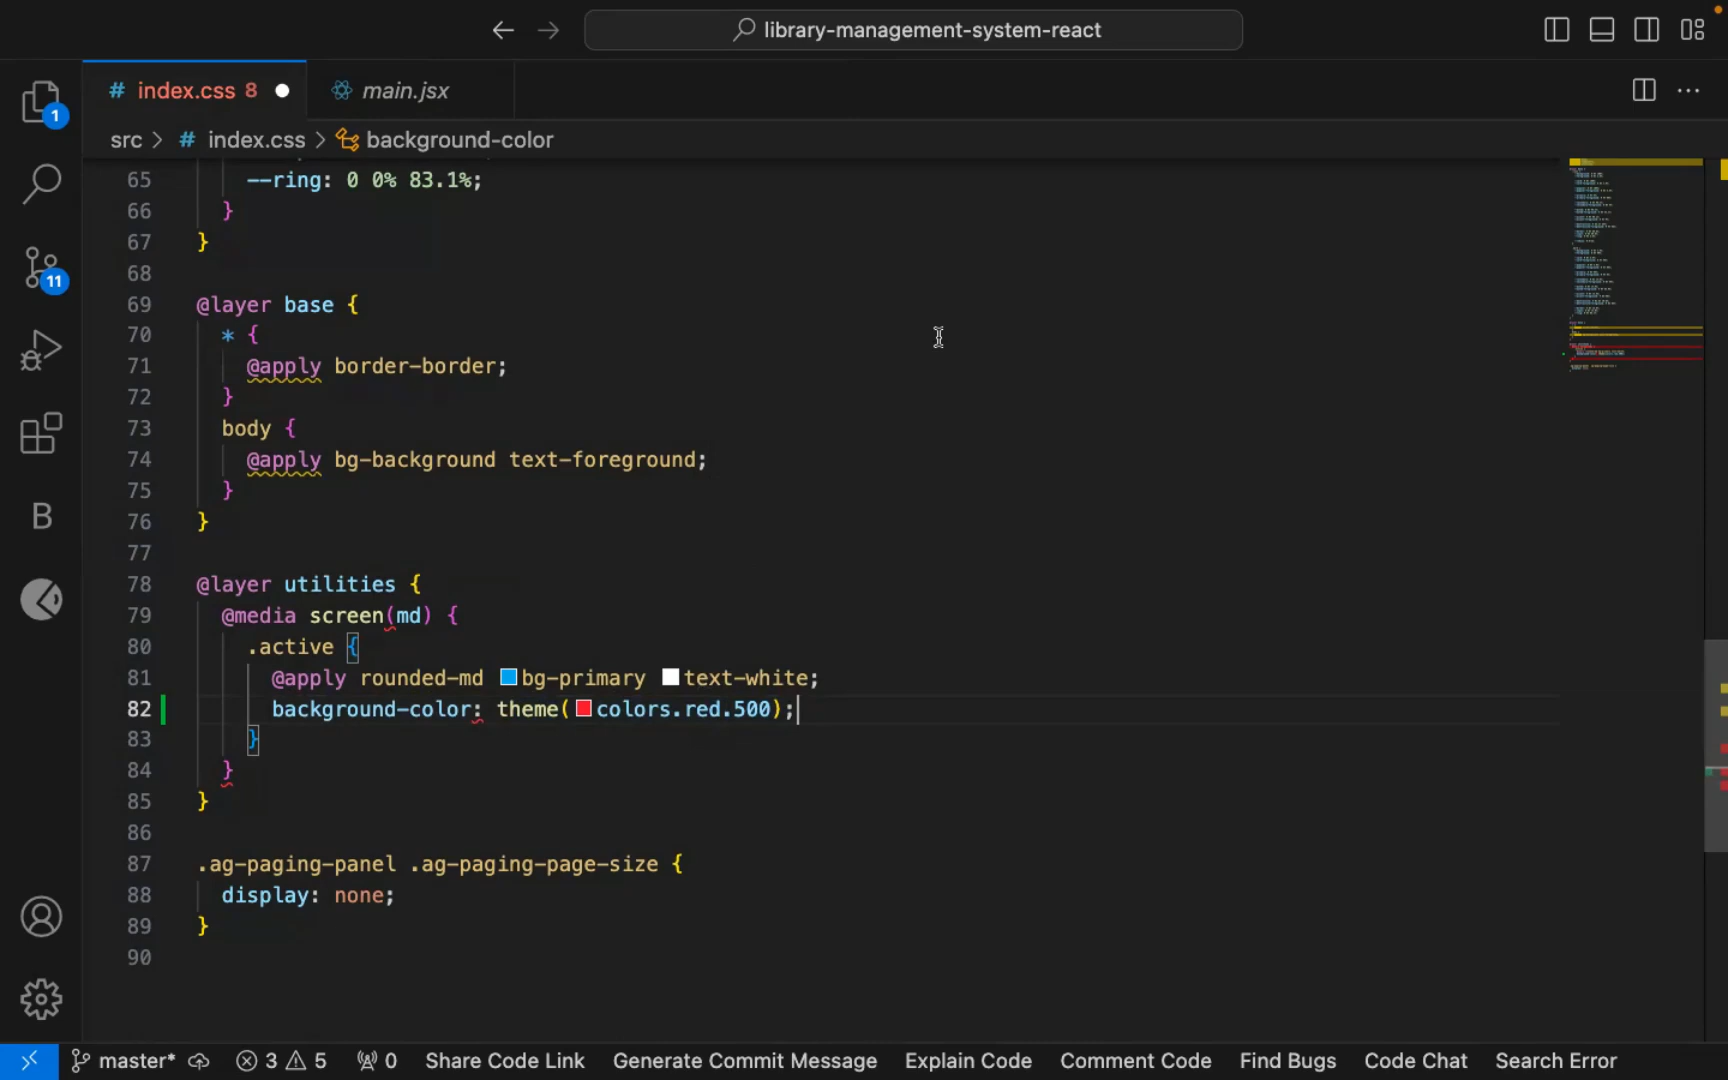 library-management-system-react
# index.css 8
main.jsx
src > # index.css > background-color
1
11
B
65 --ring: 0 0% 83.1%;
66 }
67 }
68
69 @layer base {
70 * {
71 @apply border-border;
72 }
73 body {
74 @apply bg-background text-foreground;
75 }
76 }
77
78 @layer utilities {
79 @media screen(md) {
80 .active {
81 @apply rounded-md bg-primary text-white;
82 background-color: theme(colors.red.500);
83 }
84 }
85 }
86
87 .ag-paging-panel .ag-paging-page-size {
88 display: none;
89 }
90
master* 3 5 0 Share Code Link Generate Commit Message Explain Code Comment Code Find Bugs Code Chat Search Error